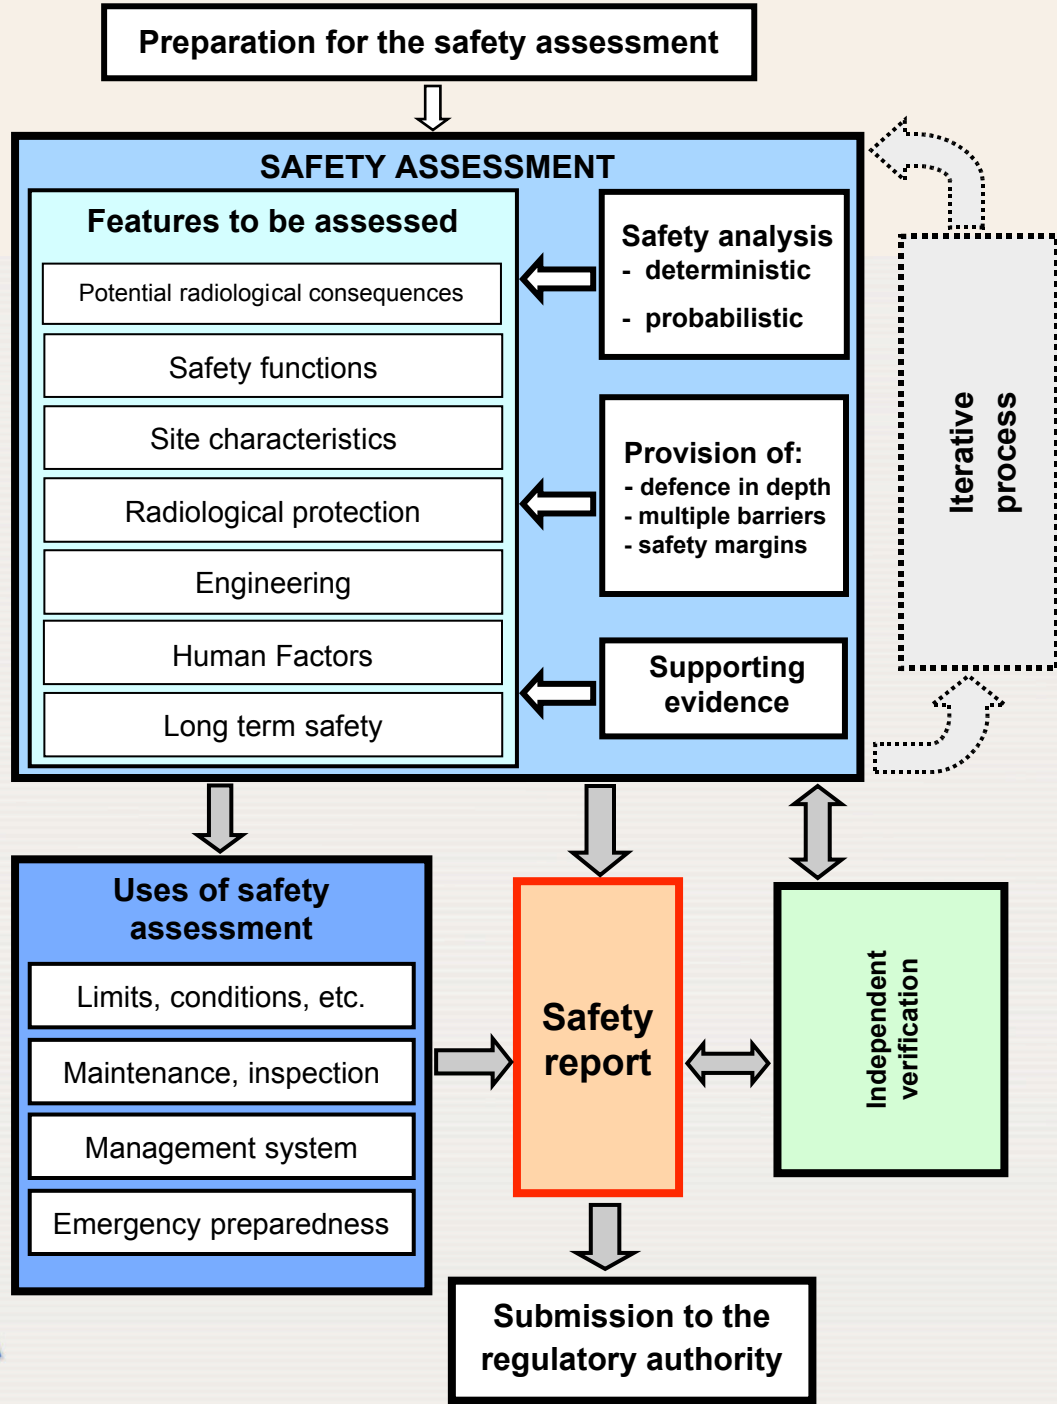 Preparation for the safety assessment
SAFETY ASSESSMENT
Features to be assessed
Potential radiological consequences
Safety functions
Site characteristics
Radiological protection
Engineering
Human Factors
Long term safety
Safety analysis
- deterministic
- probabilistic
Provision of:
- defence in depth
- multiple barriers
- safety margins
Supporting
evidence
Iterative
process
Uses of safety
assessment
Limits, conditions, etc.
Maintenance, inspection
Management system
Emergency preparedness
Safety
report
Independent
verification
Submission to the
regulatory authority